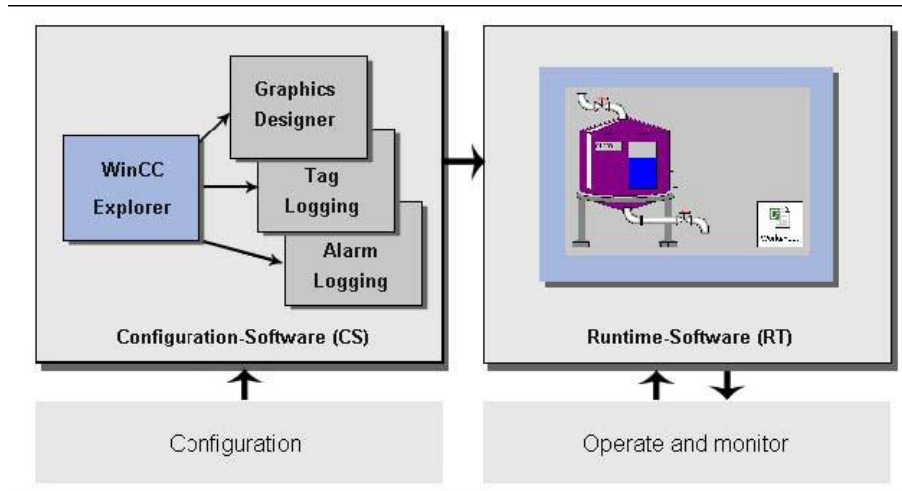 Graphics
Designer
WinCC
Explorer
Tag
Logging
Alarm
Logging
Configuration-Software (CS)
Runtime-Software (RT)
Configuration
Operate and monitor